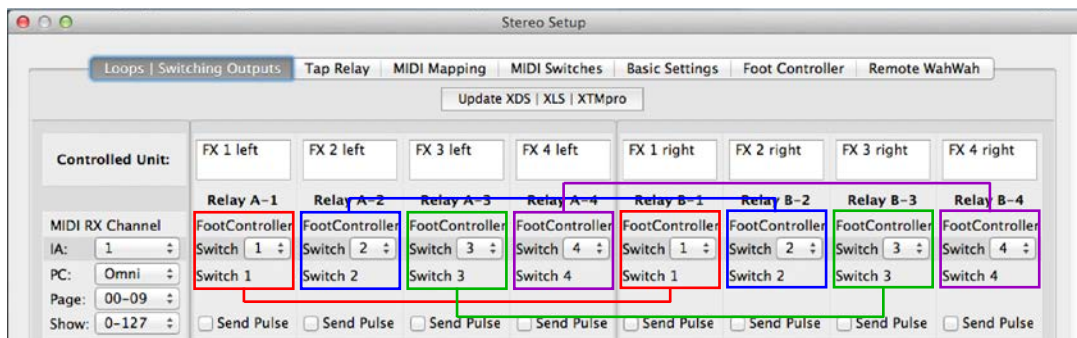 Stereo Setup
Loops | Switching Outputs Tap Relay MIDI Mapping MIDI Switches Basic Settings Foot Controller Remote WahWah
Update XDS | XLS | XTMpro
Controlled Unit: FX 1 left FX 2 left FX 3 left FX 4 left FX 1 right FX 2 right FX 3 right FX 4 right
Relay A-1 Relay A-2 Relay A-3 Relay A-4 Relay B-1 Relay B-2 Relay B-3 Relay B-4
MIDI RX Channel FootController FootController FootController FootController FootController FootController FootController FootController
IA: 1 Switch 1 Switch 2 Switch 3 Switch 4 Switch 1 Switch 2 Switch 3 Switch 4
PC: Omni Switch 1 Switch 2 Switch 3 Switch 4 Switch 1 Switch 2 Switch 3 Switch 4
Page: 00-09
Show: 0-127 Send Pulse Send Pulse Send Pulse Send Pulse Send Pulse Send Pulse Send Pulse Send Pulse